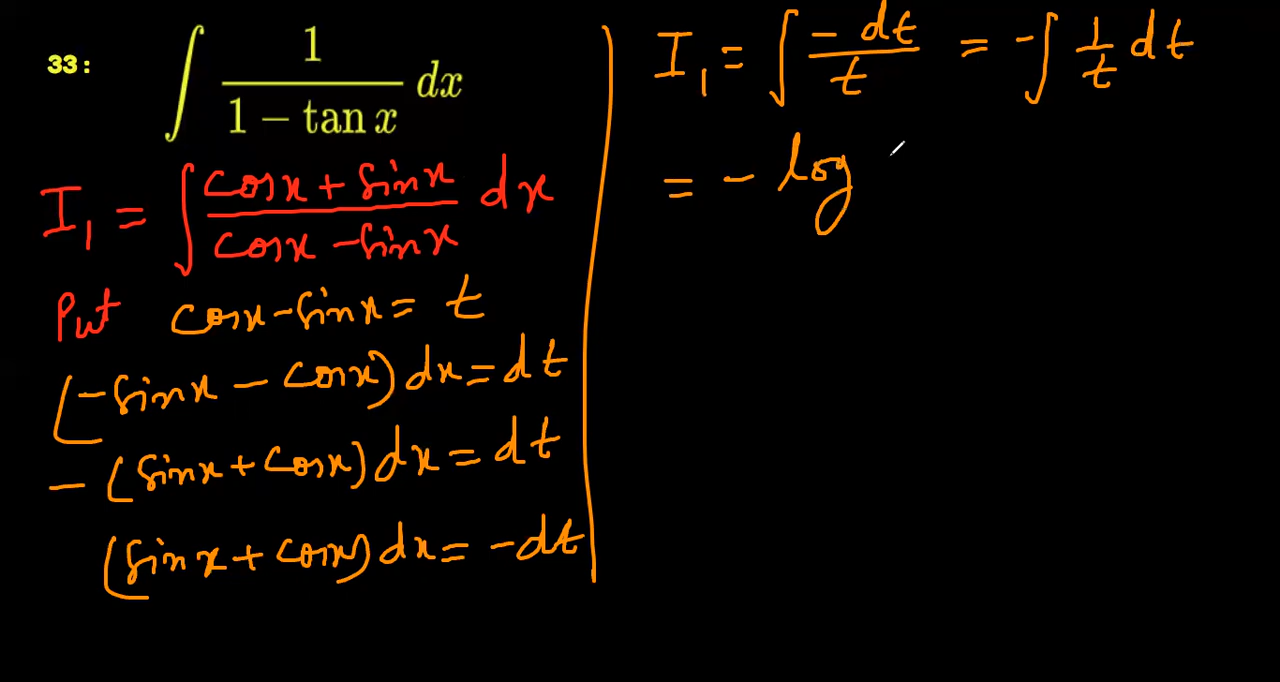 33: ∫ 1/(1 − tan x) dx
I₁ = ∫ (cosx + sinx)/(cosx − sinx) dx
Put cosx − sinx = t
(−sinx − cosx) dx = dt
− (sinx + cosx) dx = dt
(sinx + cosx) dx = −dt
I₁ = ∫ −dt/t = −∫ 1/t dt
= − log